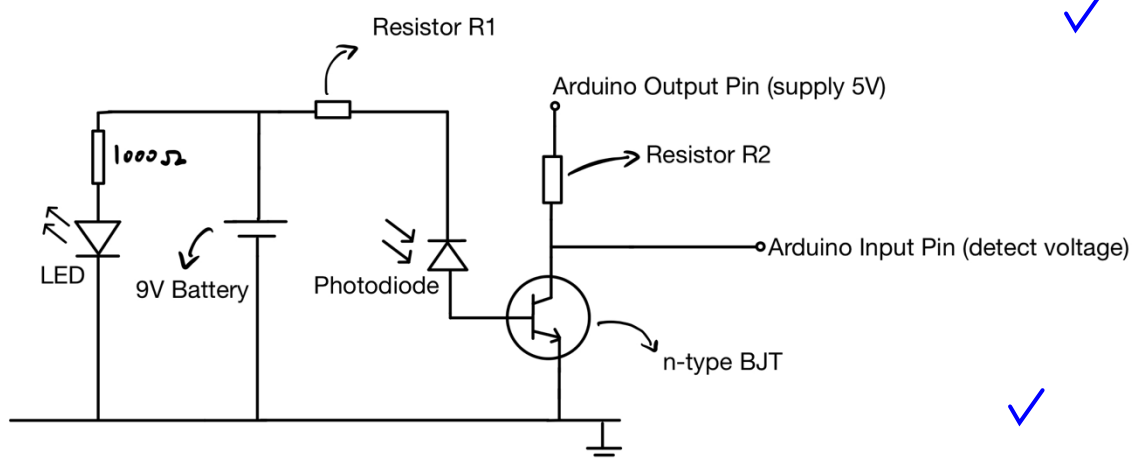 Resistor R1
Arduino Output Pin (supply 5V)
1000Ω
Resistor R2
Arduino Input Pin (detect voltage)
LED
9V Battery
Photodiode
n-type BJT